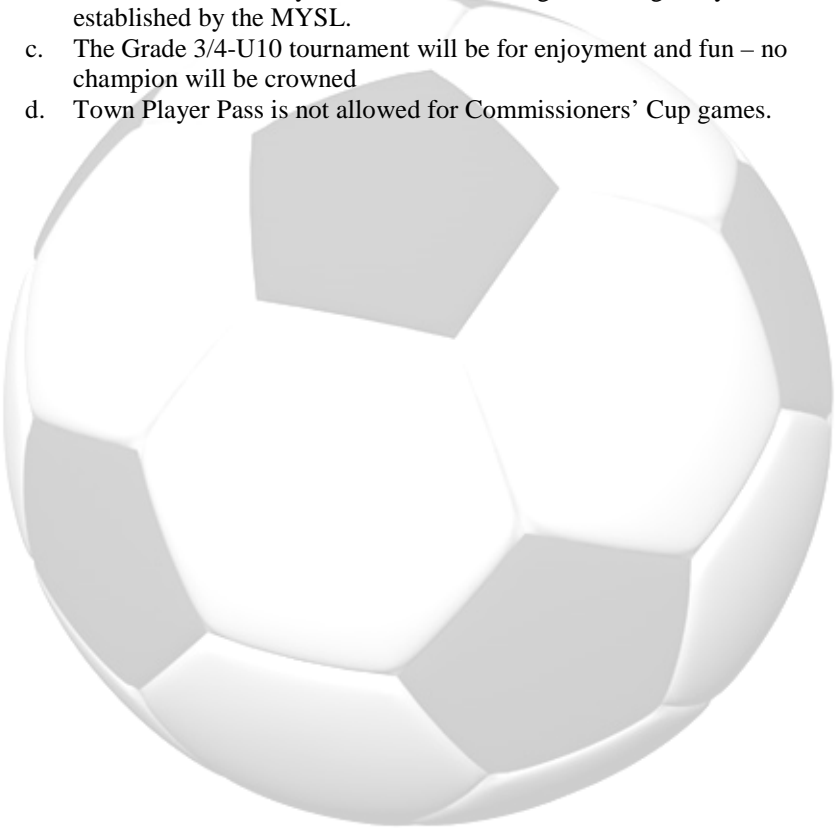 established by the MYSL.
c. The Grade 3/4-U10 tournament will be for enjoyment and fun – no
champion will be crowned
d. Town Player Pass is not allowed for Commissioners’ Cup games.